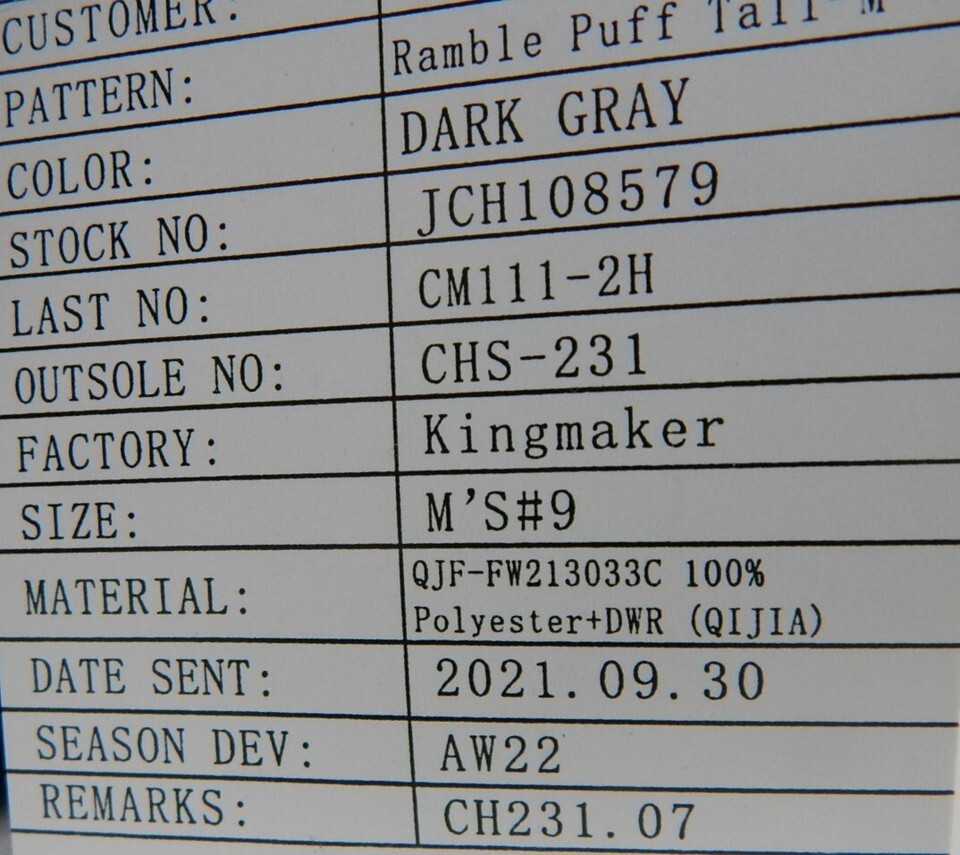 CUSTOMER:
PATTERN: Ramble Puff Tall M
COLOR: DARK GRAY
STOCK NO: JCH108579
LAST NO: CM111-2H
OUTSOLE NO: CHS-231
FACTORY: Kingmaker
SIZE: M'S#9
MATERIAL: QJF-FW213033C 100%
Polyester+DWR (QIJIA)
DATE SENT: 2021.09.30
SEASON DEV: AW22
REMARKS: CH231.07